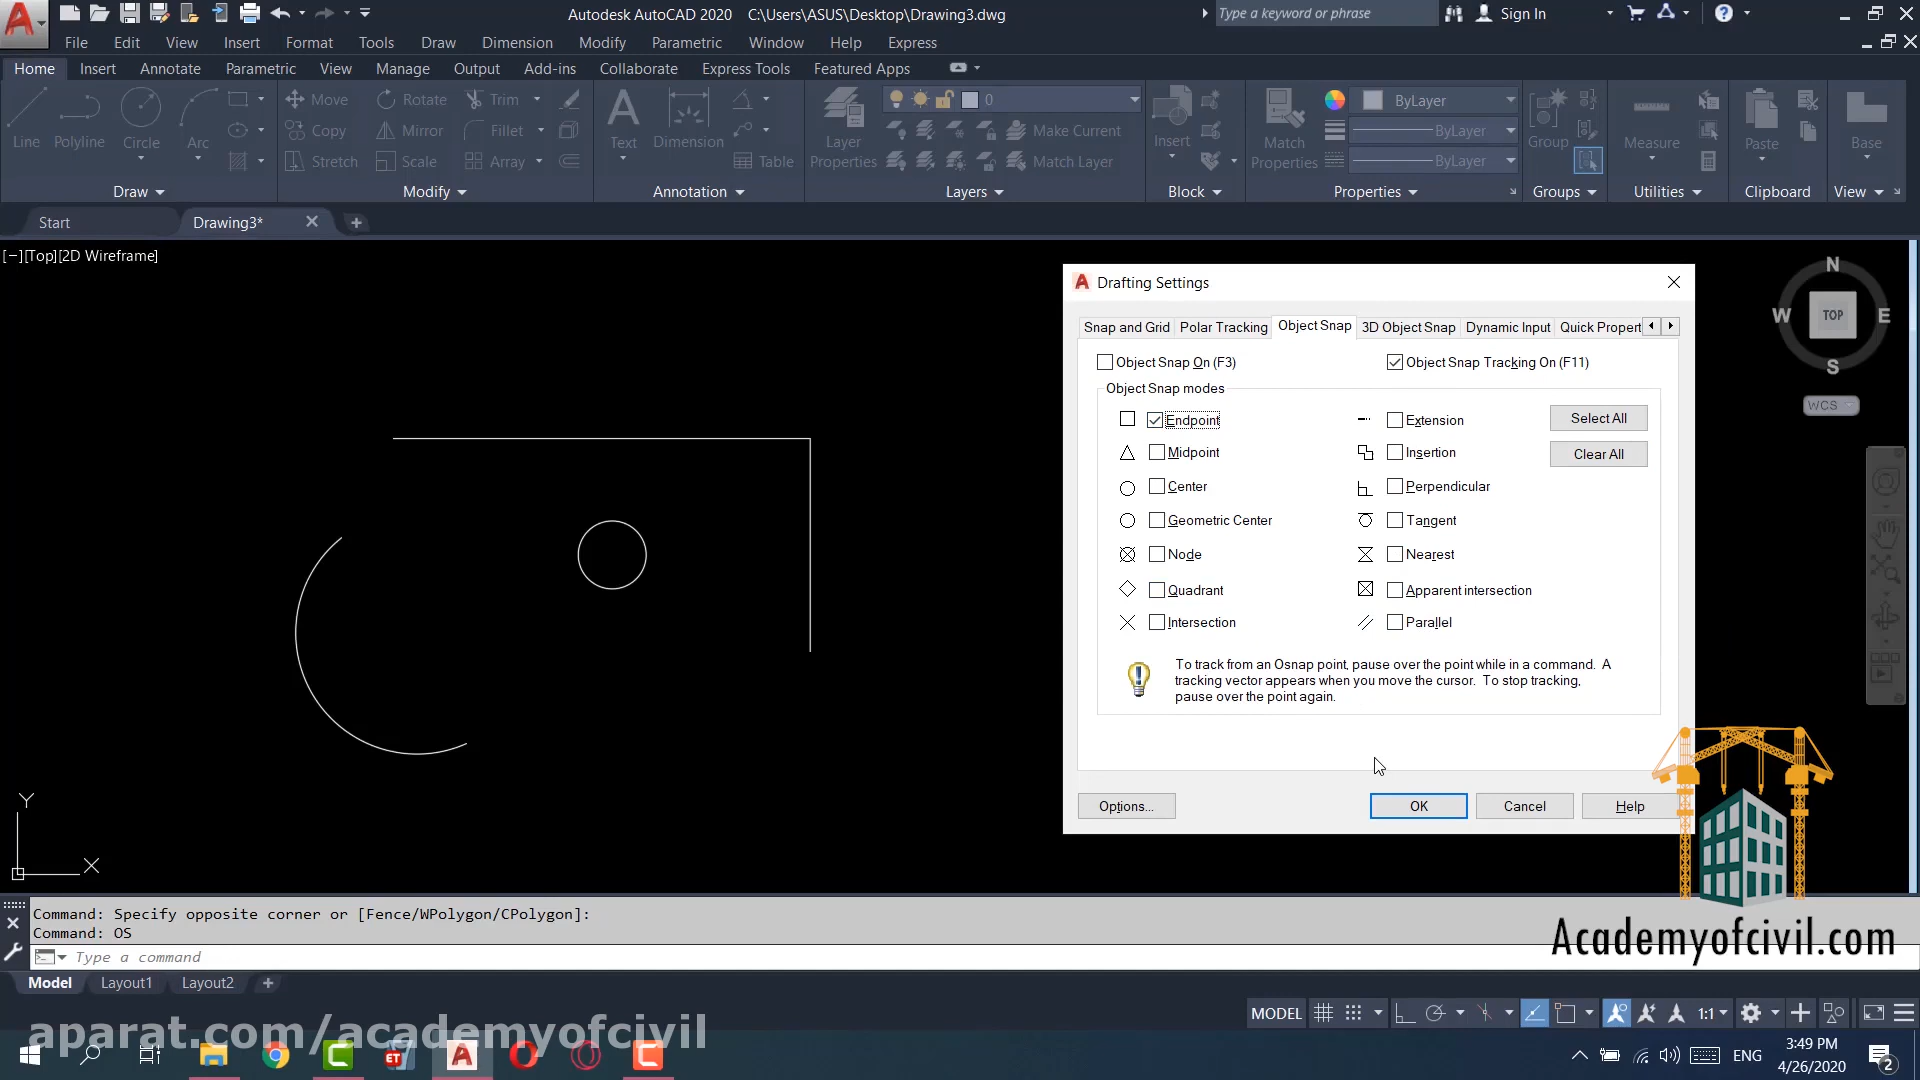 Autodesk AutoCAD 2020 C:\Users\ASUS\Desktop\Drawing3.dwg
Type a keyword or phrase
Sign In
File Edit View Insert Format Tools Draw Dimension Modify Parametric Window Help Express
Home Insert Annotate Parametric View Manage Output Add-ins Collaborate Express Tools Featured Apps
Line Polyline Circle Arc
Move Rotate Trim
Copy Mirror Fillet
Stretch Scale Array
Text Dimension
Table
Layer Properties
0
Make Current
Match Layer
Insert
Match Properties
ByLayer
ByLayer
ByLayer
Group
Measure
Paste
Base
Draw Modify Annotation Layers Block Properties Groups Utilities Clipboard View
Start Drawing3*
[−][Top][2D Wireframe]
N
W TOP E
S
WCS
Drafting Settings
Snap and Grid Polar Tracking Object Snap 3D Object Snap Dynamic Input Quick Propert
Object Snap On (F3) Object Snap Tracking On (F11)
Object Snap modes
Endpoint Extension Select All
Midpoint Insertion Clear All
Center Perpendicular
Geometric Center Tangent
Node Nearest
Quadrant Apparent intersection
Intersection Parallel
To track from an Osnap point, pause over the point while in a command. A
tracking vector appears when you move the cursor. To stop tracking,
pause over the point again.
Options... OK Cancel Help
Y
X
Command: Specify opposite corner or [Fence/WPolygon/CPolygon]:
Command: OS
Type a command
Academyofcivil.com
Model Layout1 Layout2
MODEL 1:1
aparat.com/academyofcivil
ET
ENG
3:49 PM
4/26/2020
2